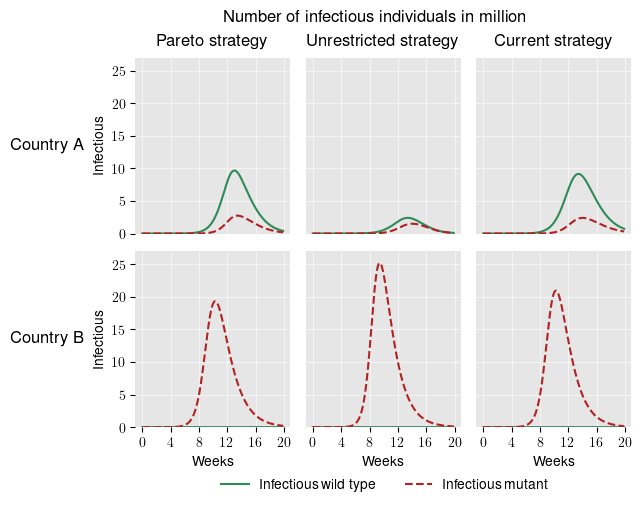 Number of infectious individuals in million
Pareto strategy Unrestricted strategy Current strategy
25
20
15
10
5
0
Country A
Infectious
25
20
15
10
5
0
Country B
Infectious
0 4 8 12 16 20 0 4 8 12 16 20 0 4 8 12 16 20
Weeks Weeks Weeks
Infectious wild type Infectious mutant